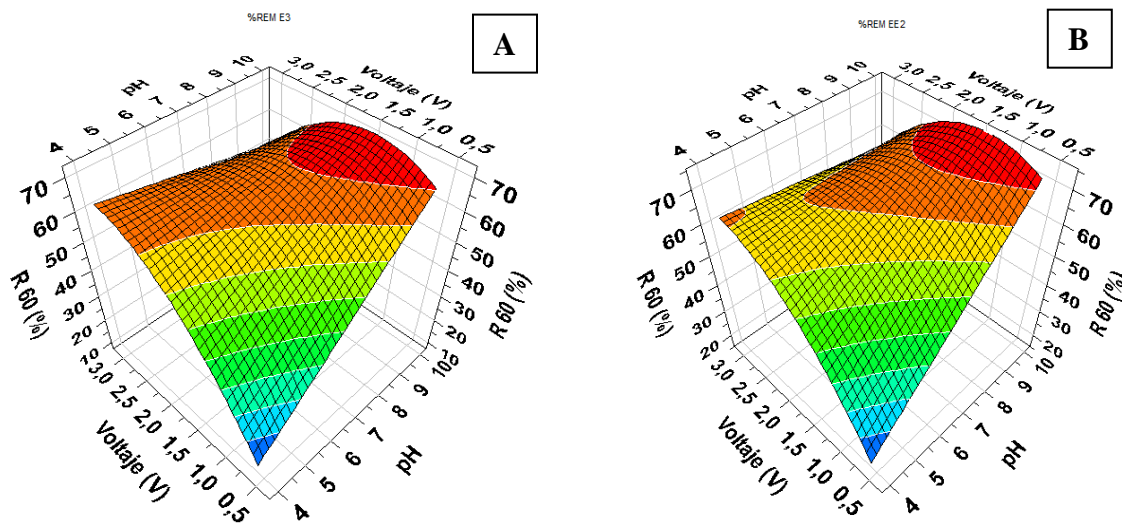 %REM E3
A
pH
4 5 6 7 8 9 10
Voltaje (V)
3,0 2,5 2,0 1,5 1,0 0,5
R 60 (%)
70 60 50 40 30 20 10
R 60 (%)
70 60 50 40 30 20 10
Voltaje (V)
3,0 2,5 2,0 1,5 1,0 0,5
pH
4 5 6 7 8 9 10
%REM EE2
B
pH
4 5 6 7 8 9 10
Voltaje (V)
3,0 2,5 2,0 1,5 1,0 0,5
R 60 (%)
70 60 50 40 30 20
R 60 (%)
70 60 50 40 30 20
Voltaje (V)
3,0 2,5 2,0 1,5 1,0 0,5
pH
4 5 6 7 8 9 10